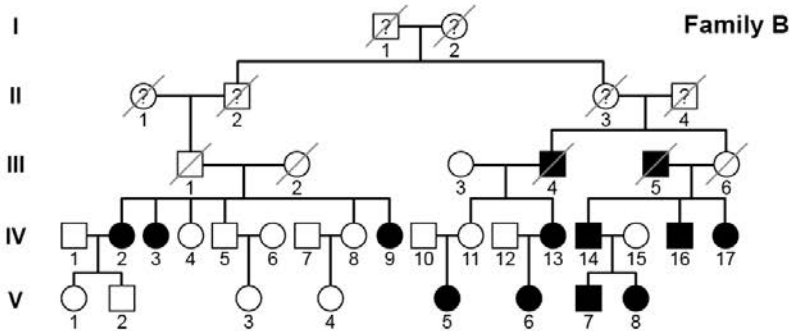 I Family B
? ?
1 2
II ? ? ? ?
1 2 3 4
III
1 2 3 4 5 6
IV
1 2 3 4 5 6 7 8 9 10 11 12 13 14 15 16 17
V
1 2 3 4 5 6 7 8